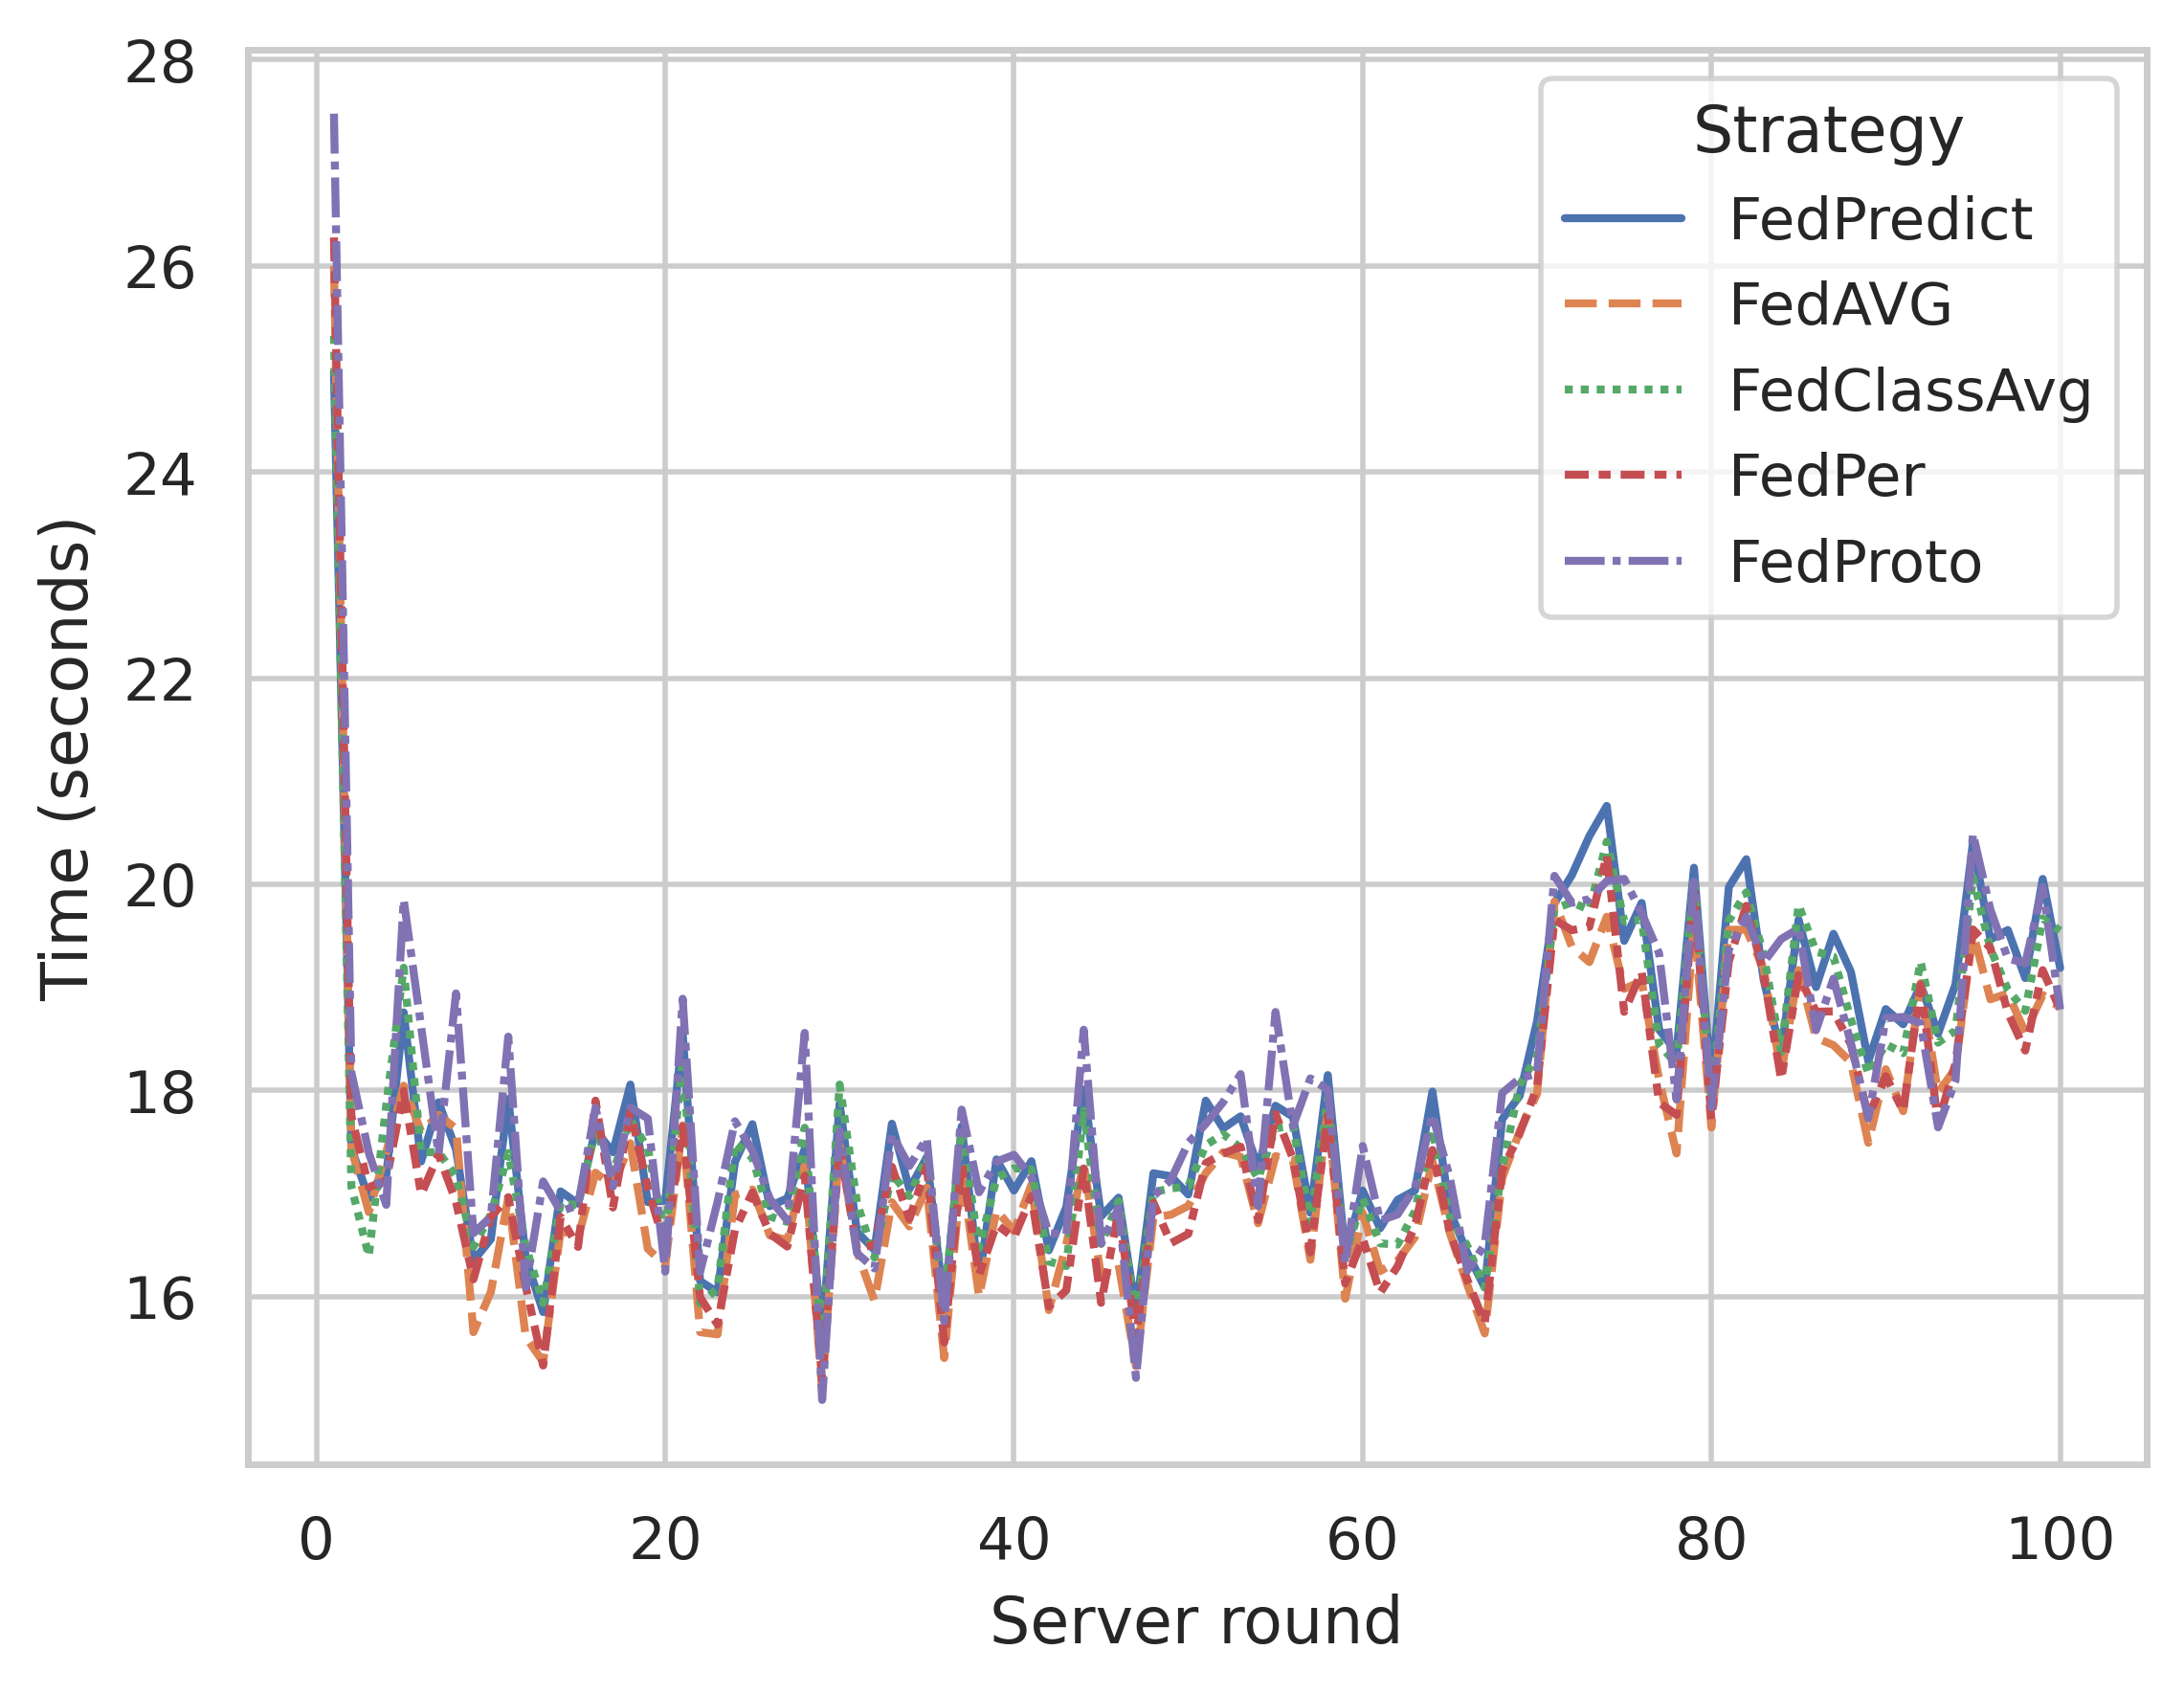 28
26
24
22
20
18
16
Time (seconds)
0 20 40 60 80 100
Server round
Strategy
FedPredict
FedAVG
FedClassAvg
FedPer
FedProto